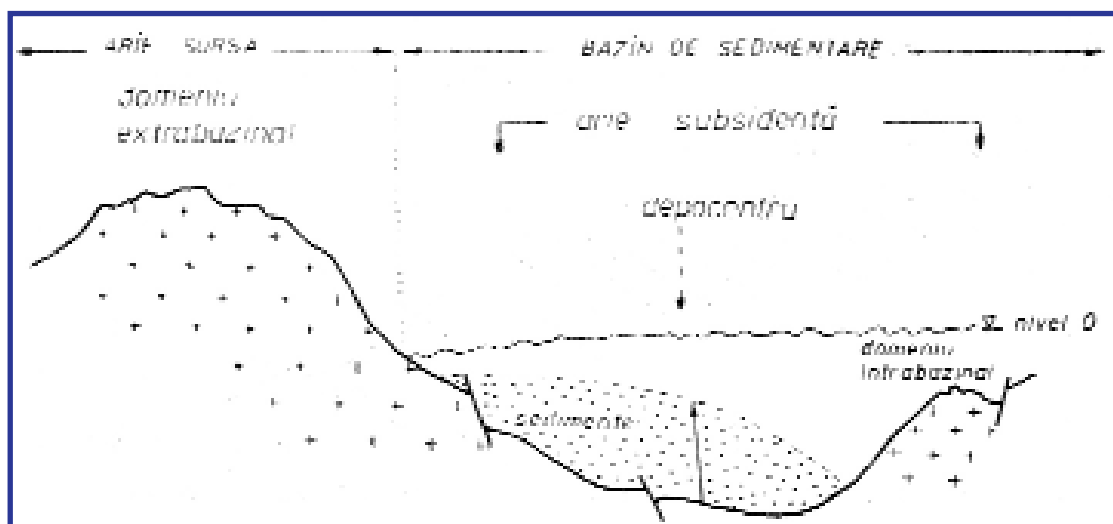 ARIE SURSA
BAZIN DE SEDIMENTARE
domeniu
extrabazinal
arie subsidentă
depocentru
nivel 0
domeniu
intrabazinal
sedimente